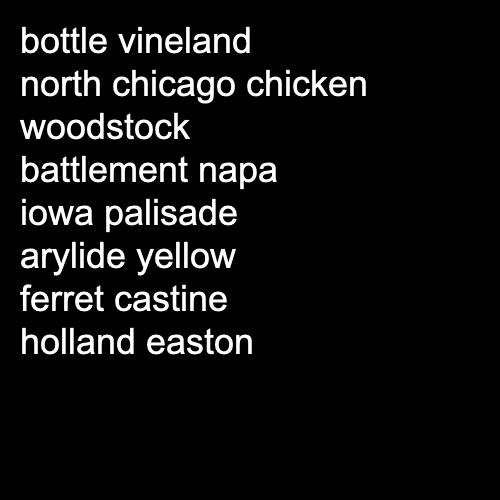 bottle vineland
north chicago chicken
woodstock
battlement napa
iowa palisade
arylide yellow
ferret castine
holland easton